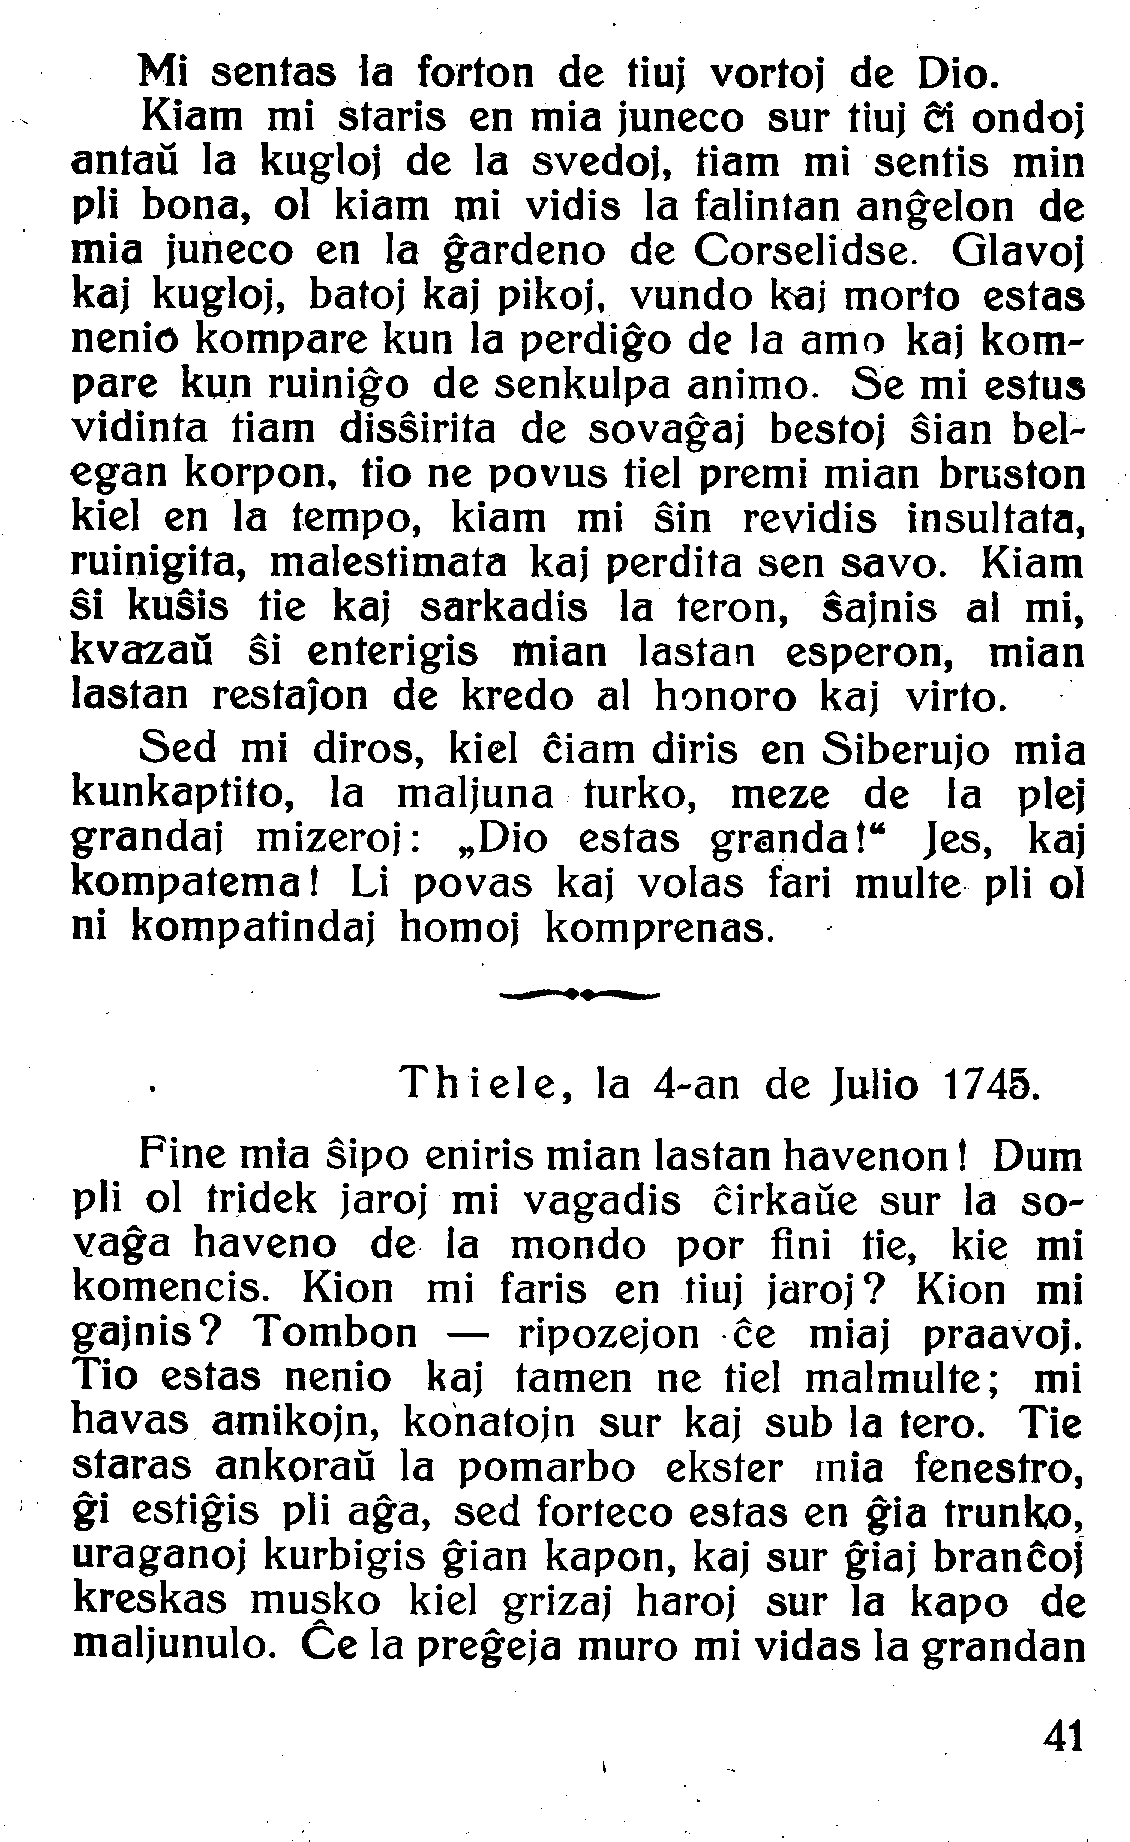 Mi sentas la forton de tiuj vortoj de Dio.
Kiam mi staris en mia juneco sur tiuj ĉi ondoj
antaŭ la kugloj de la svedoj, tiam mi sentis min
pli bona, ol kiam mi vidis la falintan anĝelon de
mia juneco en la ĝardeno de Corselidse. Glavoj
kaj kugloj, batoj kaj pikoj, vundo kaj morto estas
nenio kompare kun la perdiĝo de la amo kaj kom-
pare kun ruiniĝo de senkulpa animo. Se mi estus
vidinta tiam disŝirita de sovaĝaj bestoj ŝian bel-
egan korpon, tio ne povus tiel premi mian bruston
kiel en la tempo, kiam mi ŝin revidis insultata,
ruinigita, malestimata kaj perdita sen savo. Kiam
ŝi kuŝis tie kaj sarkadis la teron, ŝajnis al mi,
kvazaŭ ŝi enterigis mian lastan esperon, mian
lastan restaĵon de kredo al honoro kaj virto.
Sed mi diros, kiel ĉiam diris en Siberujo mia
kunkaptito, la maljuna turko, meze de la plej
grandaj mizeroj: „Dio estas granda!“ Jes, kaj
kompatema! Li povas kaj volas fari multe pli ol
ni kompatindaj homoj komprenas.
Thiele, la 4-an de Julio 1745.
Fine mia ŝipo eniris mian lastan havenon! Dum
pli ol tridek jaroj mi vagadis ĉirkaŭe sur la so-
vaĝa haveno de la mondo por fini tie, kie mi
komencis. Kion mi faris en tiuj jaroj? Kion mi
gajnis? Tombon — ripozejon ĉe miaj praavoj.
Tio estas nenio kaj tamen ne tiel malmulte; mi
havas amikojn, konatojn sur kaj sub la tero. Tie
staras ankoraŭ la pomarbo ekster mia fenestro,
ĝi estiĝis pli aĝa, sed forteco estas en ĝia trunko,
uraganoj kurbigis ĝian kapon, kaj sur ĝiaj branĉoj
kreskas musko kiel grizaj haroj sur la kapo de
maljunulo. Ĉe la preĝeja muro mi vidas la grandan
41